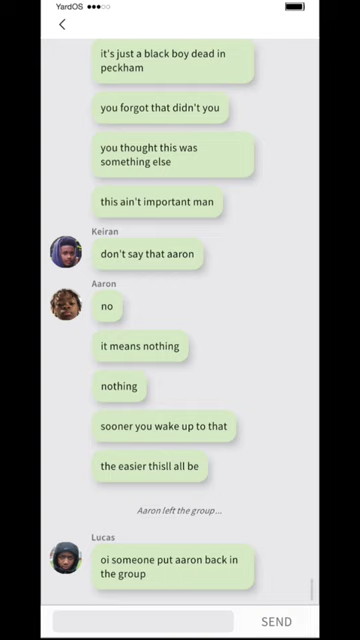 YardOS
it's just a black boy dead in
peckham
you forgot that didn't you
you thought this was
something else
this ain't important man
Keiran
don't say that aaron
Aaron
no
it means nothing
nothing
sooner you wake up to that
the easier thisll all be
Aaron left the group...
Lucas
oi someone put aaron back in
the group
SEND